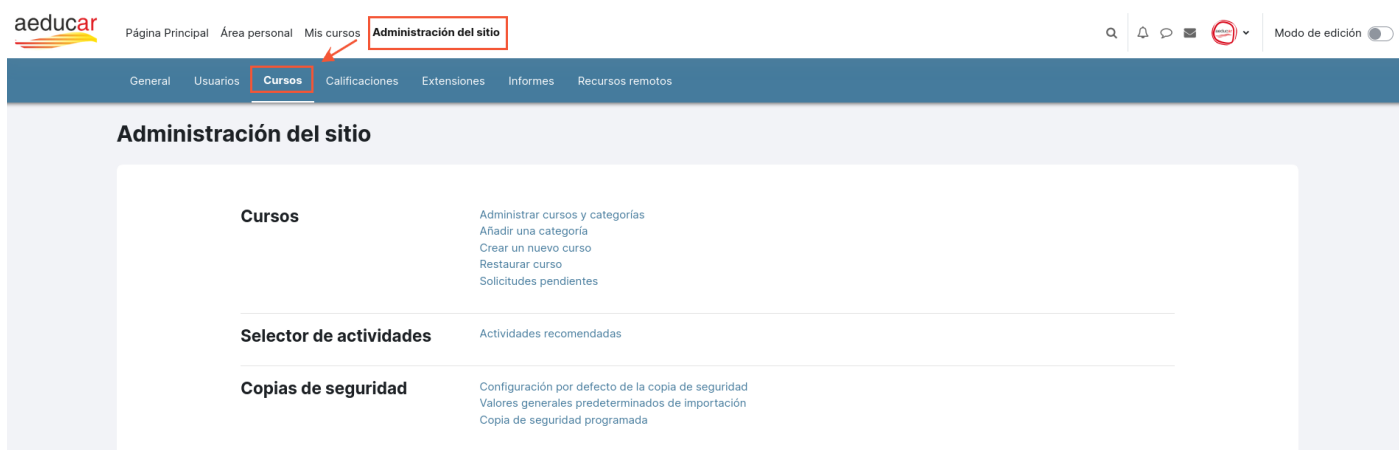 aeducar
Página Principal Área personal Mis cursos Administración del sitio
Modo de edición
General Usuarios Cursos Calificaciones Extensiones Informes Recursos remotos
Administración del sitio
Cursos
Administrar cursos y categorías
Añadir una categoría
Crear un nuevo curso
Restaurar curso
Solicitudes pendientes
Selector de actividades
Actividades recomendadas
Copias de seguridad
Configuración por defecto de la copia de seguridad
Valores generales predeterminados de importación
Copia de seguridad programada